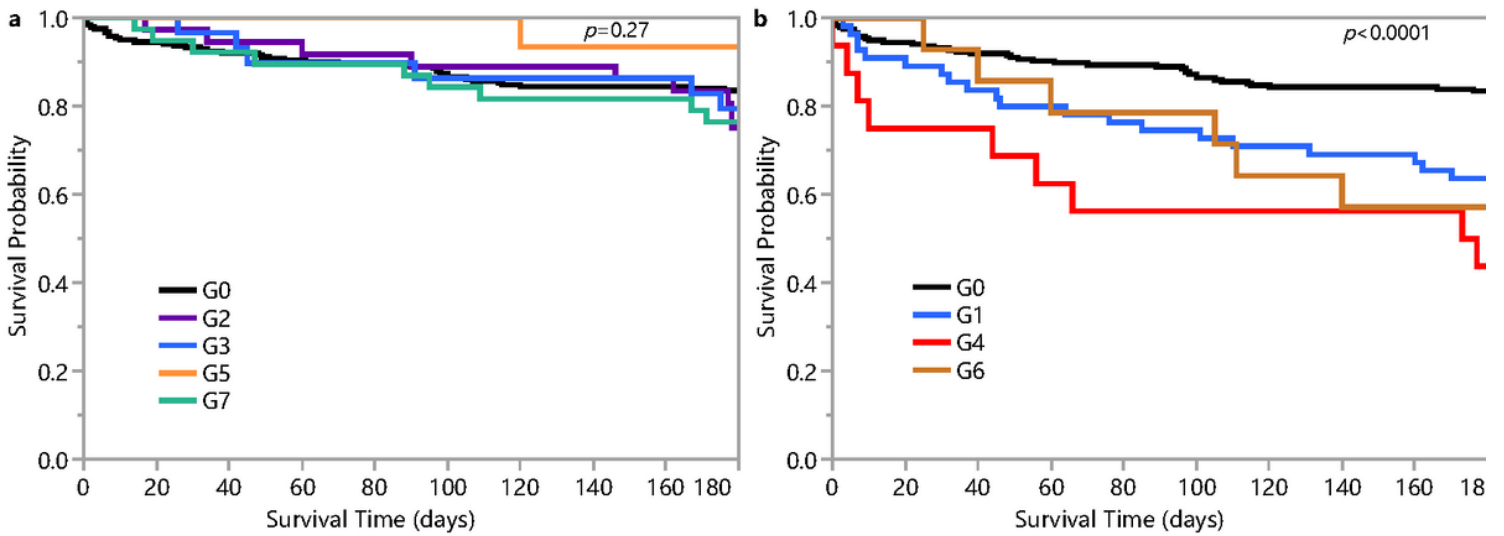 a
p=0.27
1.0
0.8
0.6
0.4
0.2
0.0
Survival Probability
G0
G2
G3
G5
G7
0 20 40 60 80 100 120 140 160 180
Survival Time (days)
b
p<0.0001
1.0
0.8
0.6
0.4
0.2
0.0
Survival Probability
G0
G1
G4
G6
0 20 40 60 80 100 120 140 160 18
Survival Time (days)